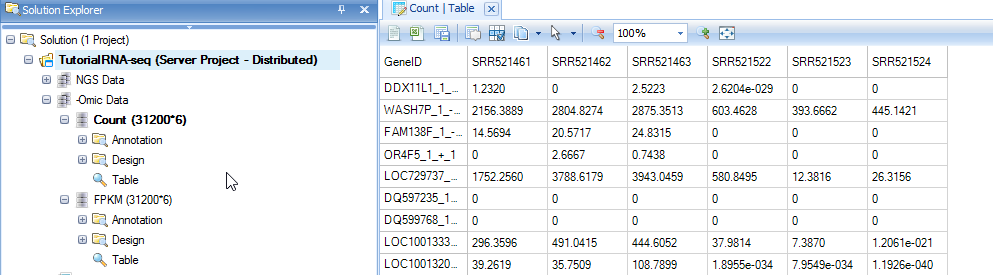 Solution Explorer
Solution (1 Project)
TutorialRNA-seq (Server Project - Distributed)
NGS Data
-Omic Data
Count (31200*6)
Annotation
Design
Table
FPKM (31200*6)
Annotation
Design
Table
Count | Table
100%
GeneID SRR521461 SRR521462 SRR521463 SRR521522 SRR521523 SRR521524
DDX11L1_1_... 1.2320 0 2.5223 2.6204e-029 0 0
WASH7P_1_-... 2156.3889 2804.8274 2875.3513 603.4628 393.6662 445.1421
FAM138F_1_-... 14.5694 20.5717 24.8315 0 0 0
OR4F5_1_+_1 0 2.6667 0.7438 0 0 0
LOC729737_... 1752.2560 3788.6179 3943.0459 580.8495 12.3816 26.3156
DQ597235_1... 0 0 0 0 0 0
DQ599768_1... 0 0 0 0 0 0
LOC1001333... 296.3596 491.0415 444.6052 37.9814 7.3870 1.2061e-021
LOC1001320... 39.2619 35.7509 108.7899 1.8955e-034 7.9549e-034 1.1926e-040